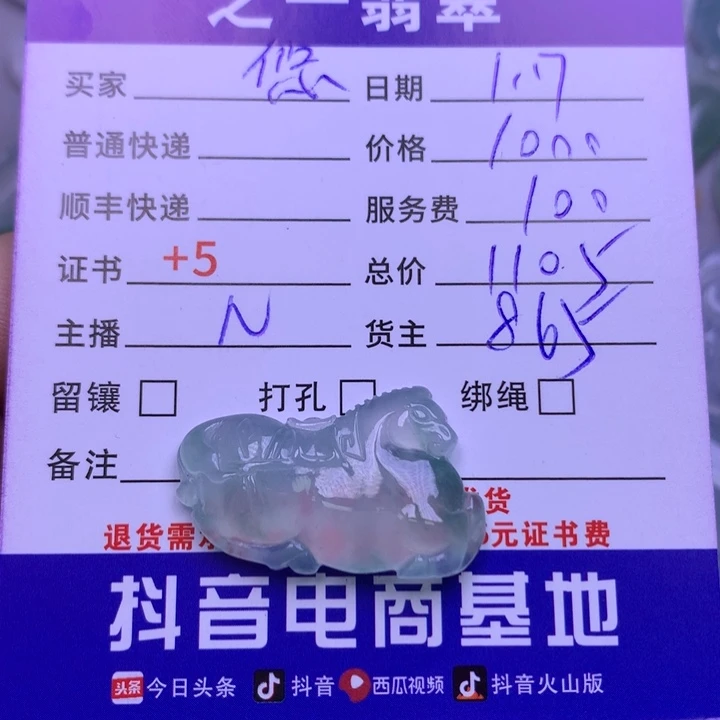 之一翡翠
买家 悠 日期 1.17
普通快递 价格 1000
顺丰快递 服务费 100
证书 +5 总价 1105
主播 N 货主 865
留镶 打孔 绑绳
备注
货
退货需 元证书费
抖音电商基地
头条 今日头条 抖音 西瓜视频 抖音火山版